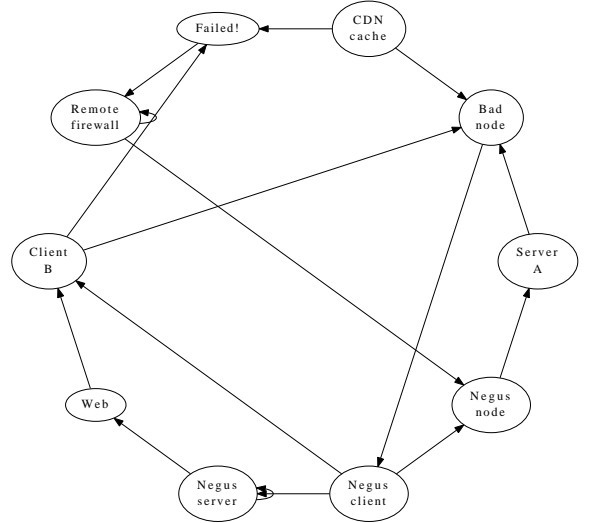 Failed!
CDN
cache
Remote
firewall
Bad
node
Client
B
Server
A
Web
Negus
node
Negus
server
Negus
client